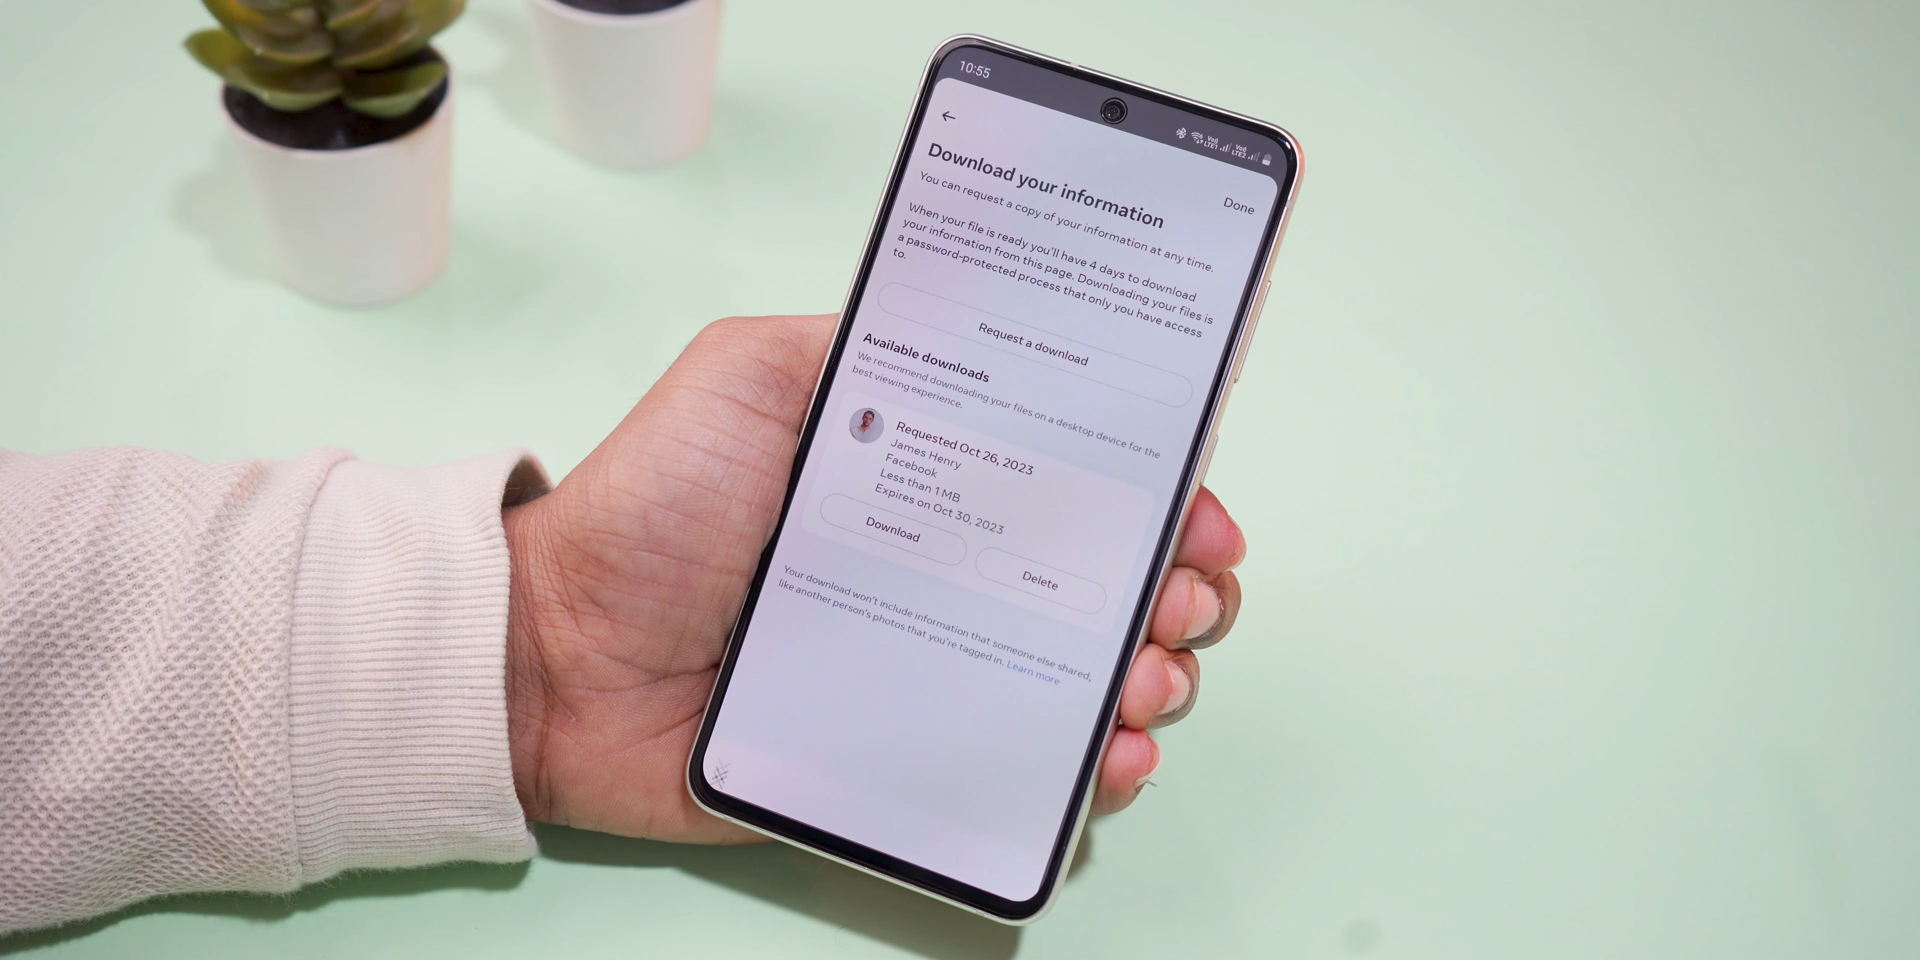 10:55
Vo)) LTE1
Vo)) LTE2
Done
Download your information
You can request a copy of your information at any time.
When your file is ready you'll have 4 days to download
your information from this page. Downloading your files is
a password-protected process that only you have access
to.
Request a download
Available downloads
We recommend downloading your files on a desktop device for the
best viewing experience.
Requested Oct 26, 2023
James Henry
Facebook
Less than 1 MB
Expires on Oct 30, 2023
Download
Delete
Your download won't include information that someone else shared,
like another person's photos that you're tagged in. Learn more